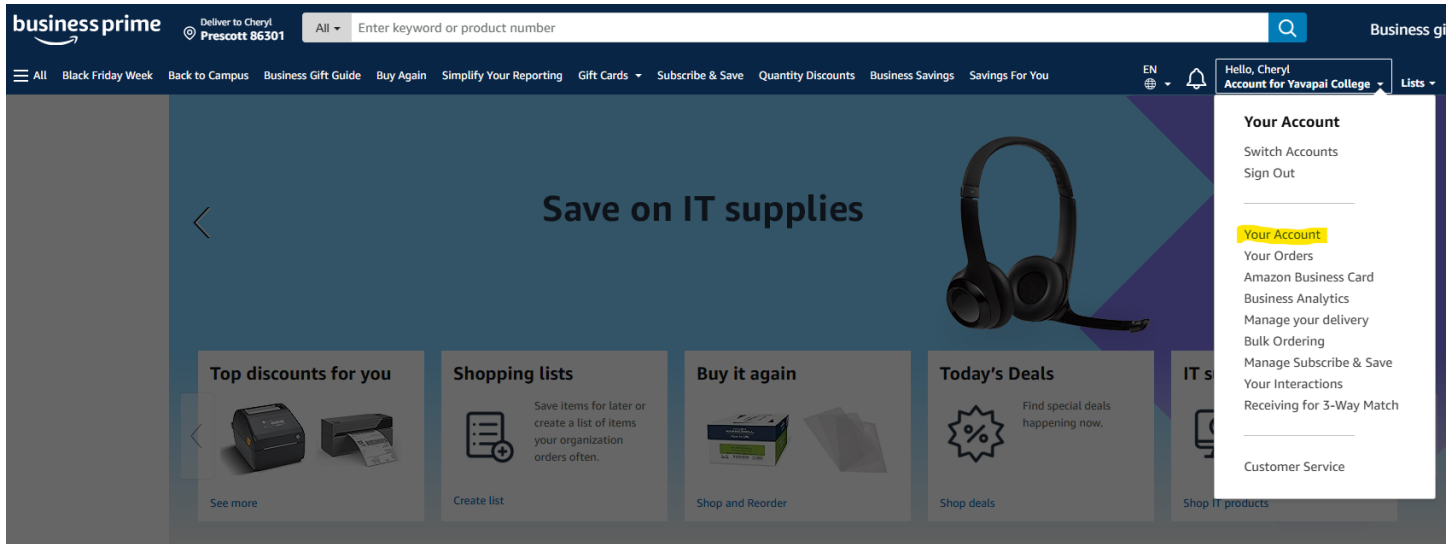 business prime
Deliver to Cheryl
Prescott 86301
All
Enter keyword or product number
Business gi
All
Black Friday Week
Back to Campus
Business Gift Guide
Buy Again
Simplify Your Reporting
Gift Cards
Subscribe & Save
Quantity Discounts
Business Savings
Savings For You
EN
Hello, Cheryl
Account for Yavapai College
Lists
Your Account
Switch Accounts
Sign Out
Your Account
Your Orders
Amazon Business Card
Business Analytics
Manage your delivery
Bulk Ordering
Manage Subscribe & Save
Your Interactions
Receiving for 3-Way Match
Customer Service
Save on IT supplies
Top discounts for you
See more
Shopping lists
Save items for later or
create a list of items
your organization
orders often.
Create list
Buy it again
Shop and Reorder
Today's Deals
Find special deals
happening now.
Shop deals
IT s
Shop IT products